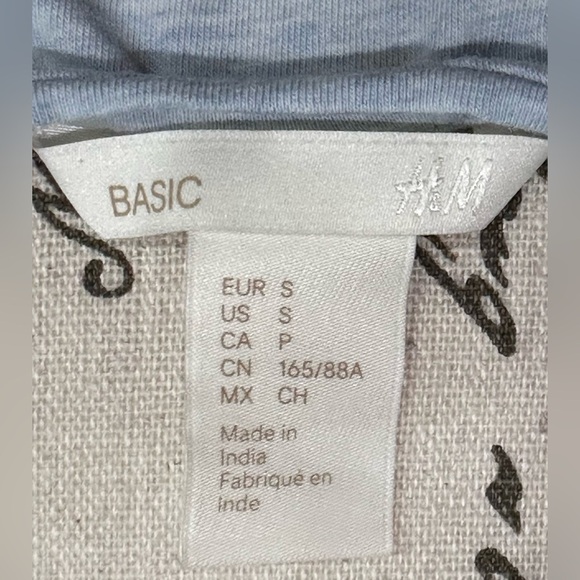 BASIC H&M
EUR S
US S
CA P
CN 165/88A
MX CH
Made in
India
Fabriqué en
Inde